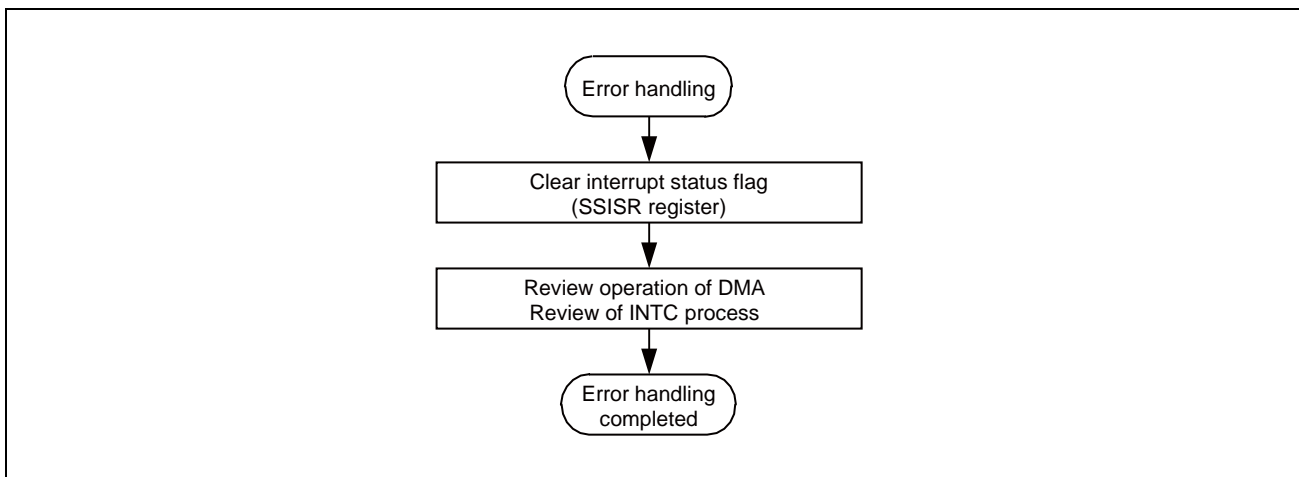 Error handling
Clear interrupt status flag
(SSISR register)
Review operation of DMA
Review of INTC process
Error handling
completed